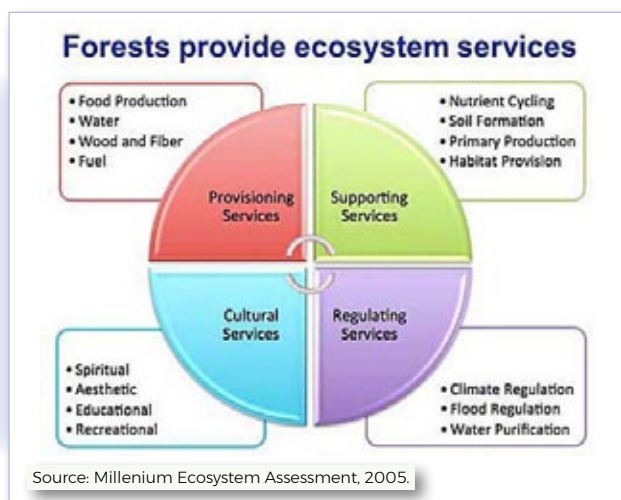 Forests provide ecosystem services
• Food Production
• Water
• Wood and Fiber
• Fuel
• Nutrient Cycling
• Soil Formation
• Primary Production
• Habitat Provision
Provisioning
Services
Supporting
Services
Cultural
Services
Regulating
Services
• Spiritual
• Aesthetic
• Educational
• Recreational
• Climate Regulation
• Flood Regulation
• Water Purification
Source: Millenium Ecosystem Assessment, 2005.